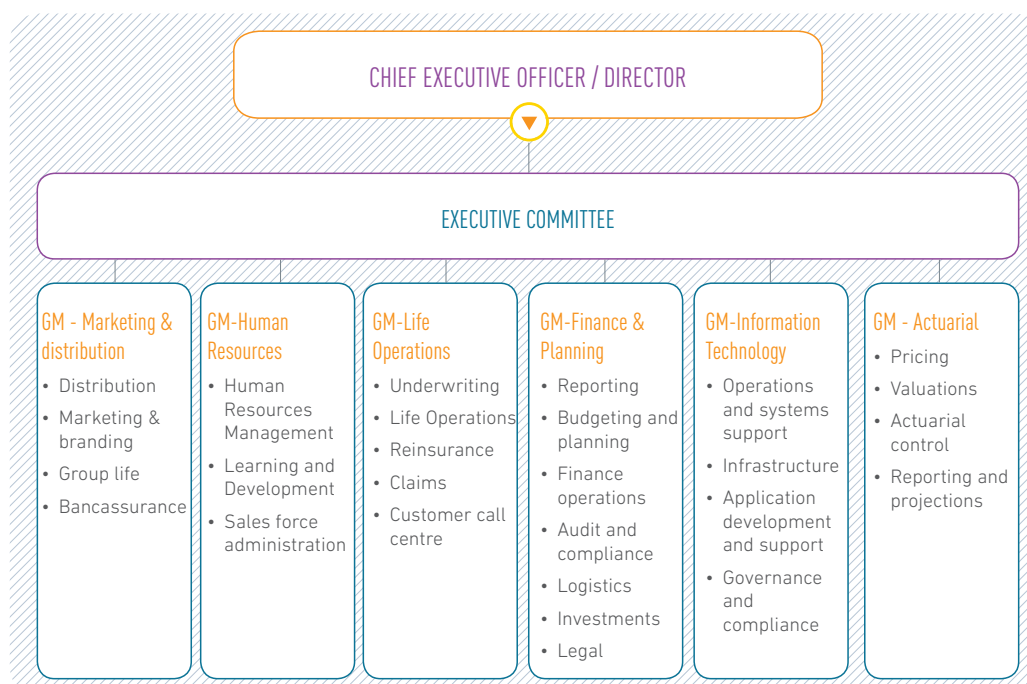 CHIEF EXECUTIVE OFFICER / DIRECTOR
EXECUTIVE COMMITTEE
GM - Marketing &
distribution
• Distribution
• Marketing &
branding
• Group life
• Bancassurance
GM-Human
Resources
• Human
Resources
Management
• Learning and
Development
• Sales force
administration
GM-Life
Operations
• Underwriting
• Life Operations
• Reinsurance
• Claims
• Customer call
centre
GM-Finance &
Planning
• Reporting
• Budgeting and
planning
• Finance
operations
• Audit and
compliance
• Logistics
• Investments
• Legal
GM-Information
Technology
• Operations
and systems
support
• Infrastructure
• Application
development
and support
• Governance
and
compliance
GM - Actuarial
• Pricing
• Valuations
• Actuarial
control
• Reporting and
projections